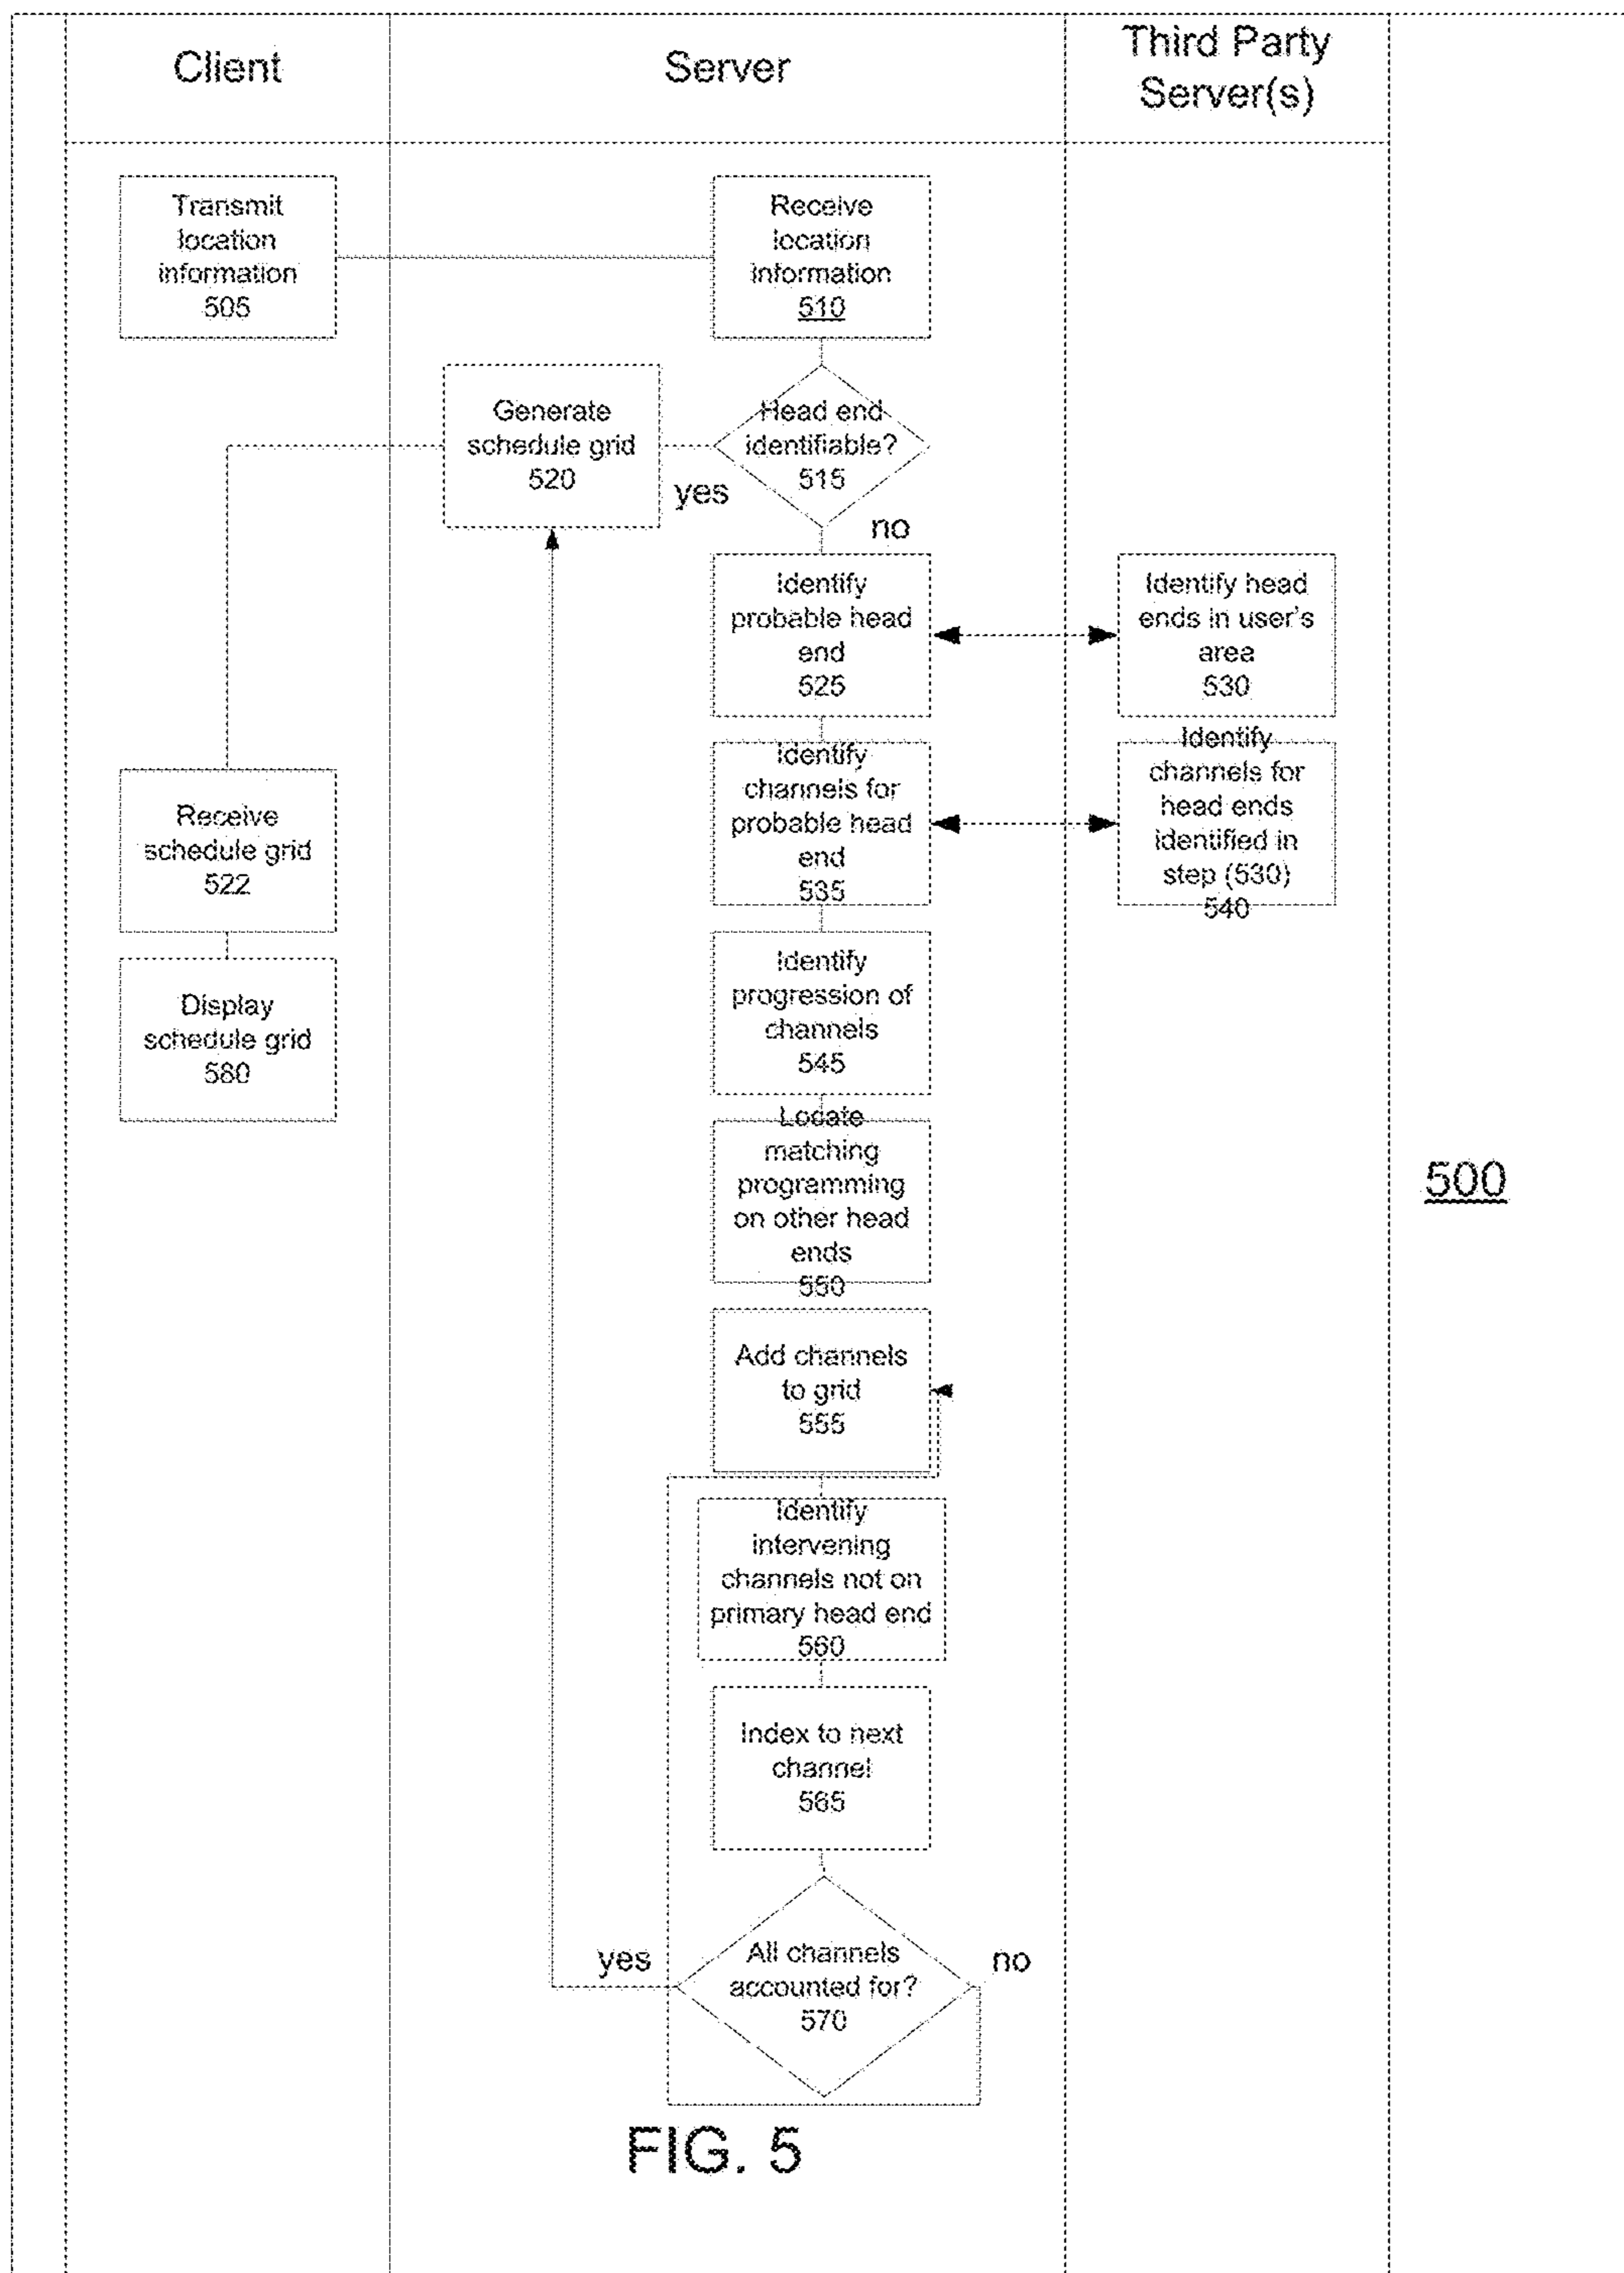 Client
Server
Third Party
Server(s)
Transmit
location
information
505
Receive
location
information
510
Generate
schedule grid
520
yes
Head end
identifiable?
515
no
Identify
probable head
end
525
Identify head
ends in user's
area
530
Identify
channels for
probable head
end
535
Identify
channels for
head ends
identified in
step (530)
540
Receive
schedule grid
522
Display
schedule grid
580
Identify
progression of
channels
545
Locate
matching
programming
on other head
ends
550
500
Add channels
to grid
555
Identify
intervening
channels not on
primary head end
560
Index to next
channel
565
yes
All channels
accounted for?
570
no
FIG. 5